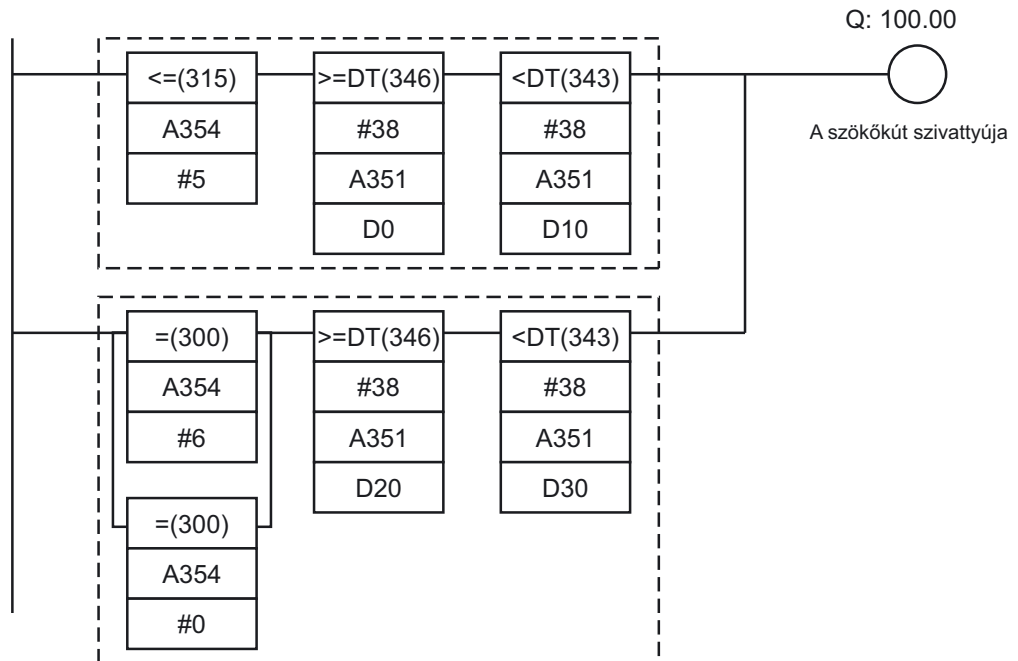 Q: 100.00
A szökőkút szivattyúja
<=(315)
A354
#5
>=DT(346)
#38
A351
D0
<DT(343)
#38
A351
D10
=(300)
A354
#6
>=DT(346)
#38
A351
D20
<DT(343)
#38
A351
D30
=(300)
A354
#0